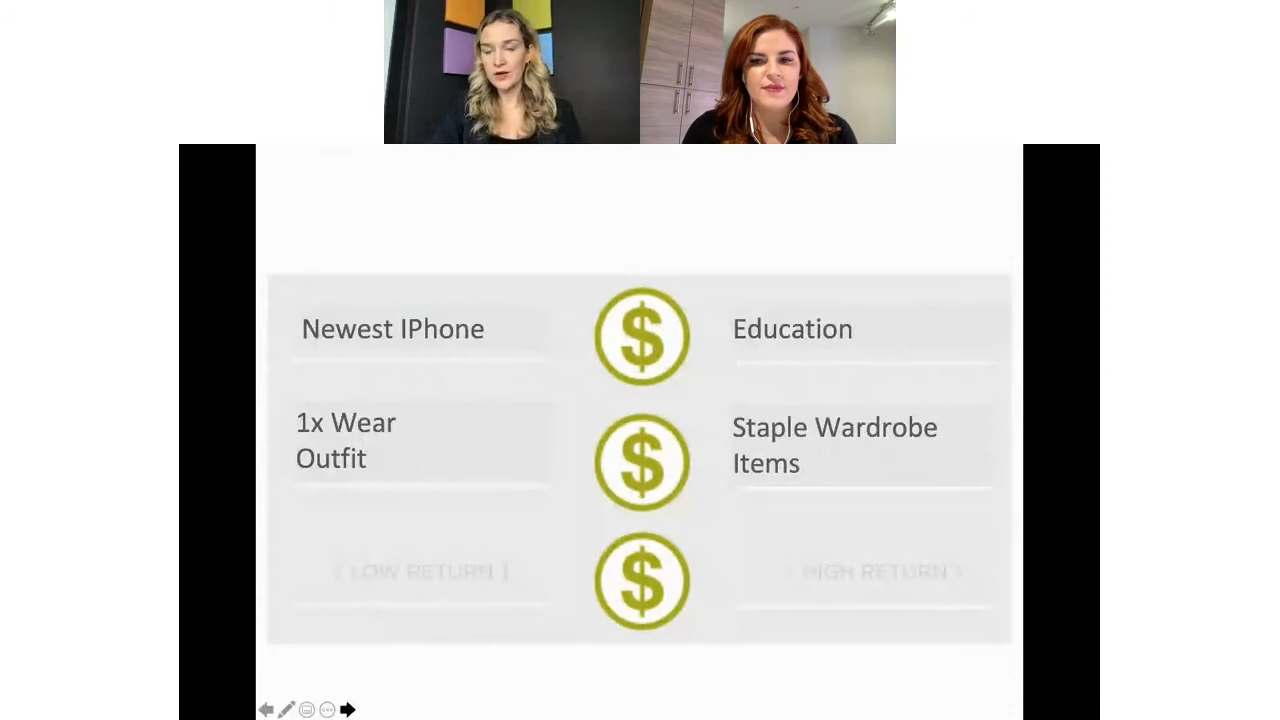 Newest IPhone
$
Education
1x Wear
Outfit
$
Staple Wardrobe
Items
( LOW RETURN )
$
HIGH RETURN